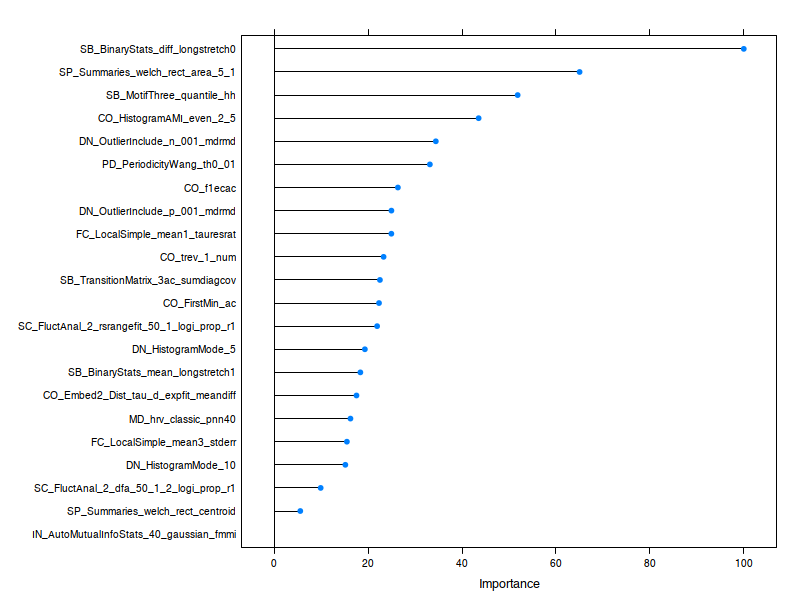 SB_BinaryStats_diff_longstretch0
SP_Summaries_welch_rect_area_5_1
SB_MotifThree_quantile_hh
CO_HistogramAMI_even_2_5
DN_OutlierInclude_n_001_mdrmd
PD_PeriodicityWang_th0_01
CO_f1ecac
DN_OutlierInclude_p_001_mdrmd
FC_LocalSimple_mean1_tauresrat
CO_trev_1_num
SB_TransitionMatrix_3ac_sumdiagcov
CO_FirstMin_ac
SC_FluctAnal_2_rsrangefit_50_1_logi_prop_r1
DN_HistogramMode_5
SB_BinaryStats_mean_longstretch1
CO_Embed2_Dist_tau_d_expfit_meandiff
MD_hrv_classic_pnn40
FC_LocalSimple_mean3_stderr
DN_HistogramMode_10
SC_FluctAnal_2_dfa_50_1_2_logi_prop_r1
SP_Summaries_welch_rect_centroid
IN_AutoMutualInfoStats_40_gaussian_fmmi
0 20 40 60 80 100
Importance